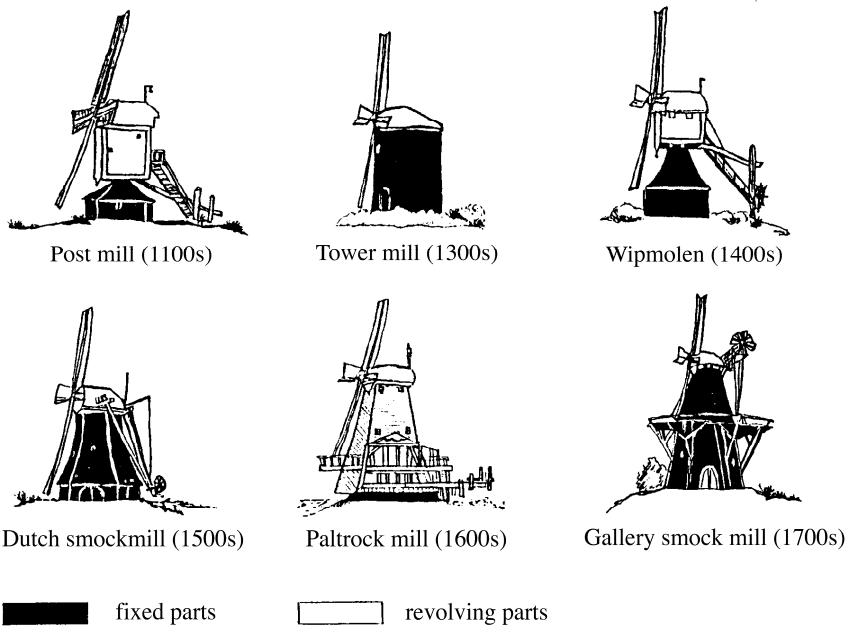 Post mill (1100s)
Tower mill (1300s)
Wipmolen (1400s)
Dutch smockmill (1500s)
Paltrock mill (1600s)
Gallery smock mill (1700s)
fixed parts
revolving parts